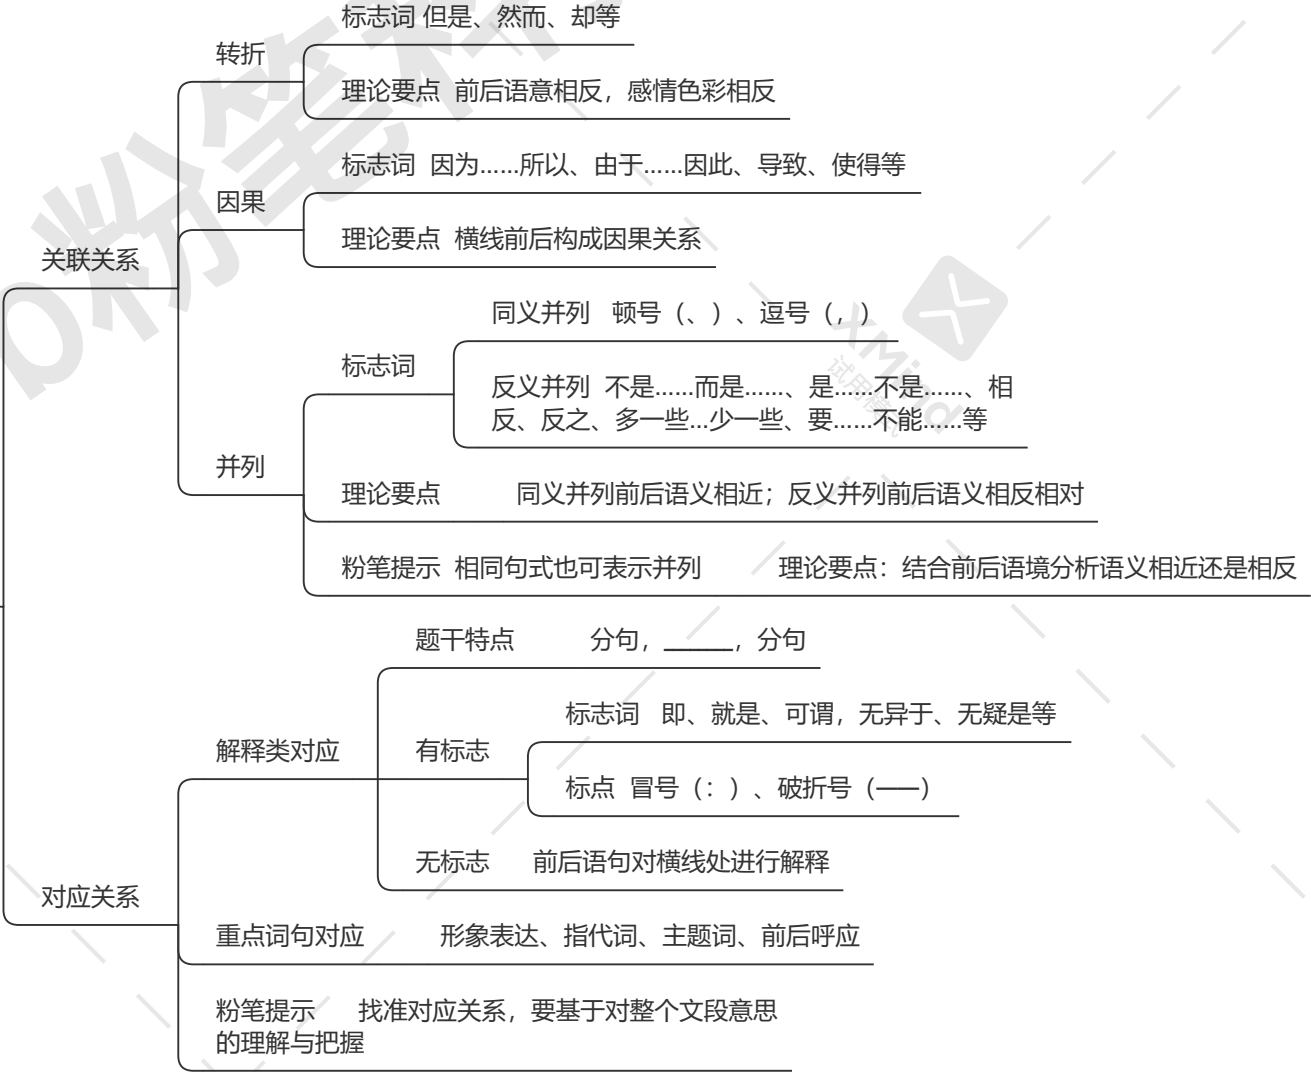 标志词 但是、然而、却等
转折
理论要点 前后语意相反，感情色彩相反
标志词 因为……所以、由于……因此、导致、使得等
因果
理论要点 横线前后构成因果关系
关联关系
同义并列 顿号（、）、逗号（，）
标志词
反义并列 不是……而是……、是……不是……、相
反、反之、多一些…少一些、要……不能……等
并列
理论要点 同义并列前后语义相近；反义并列前后语义相反相对
粉笔提示 相同句式也可表示并列 理论要点：结合前后语境分析语义相近还是相反
题干特点 分句，______，分句
标志词 即、就是、可谓，无异于、无疑是等
解释类对应 有标志
标点 冒号（：）、破折号（——）
无标志 前后语句对横线处进行解释
对应关系
重点词句对应 形象表达、指代词、主题词、前后呼应
粉笔提示 找准对应关系，要基于对整个文段意思
的理解与把握
粉笔科
XMind
试用模式